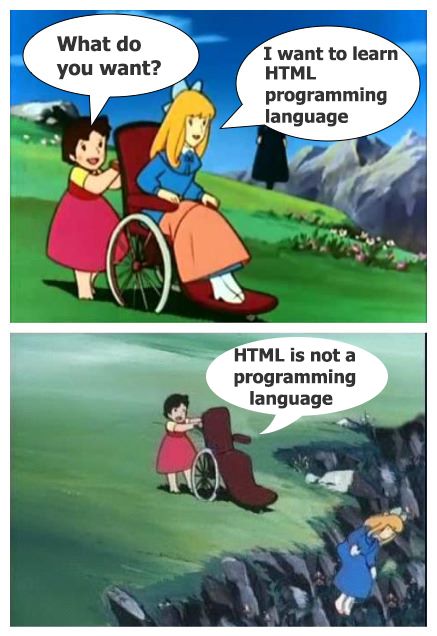 What do
you want?
I want to learn
HTML
programming
language
HTML is not a
programming
language